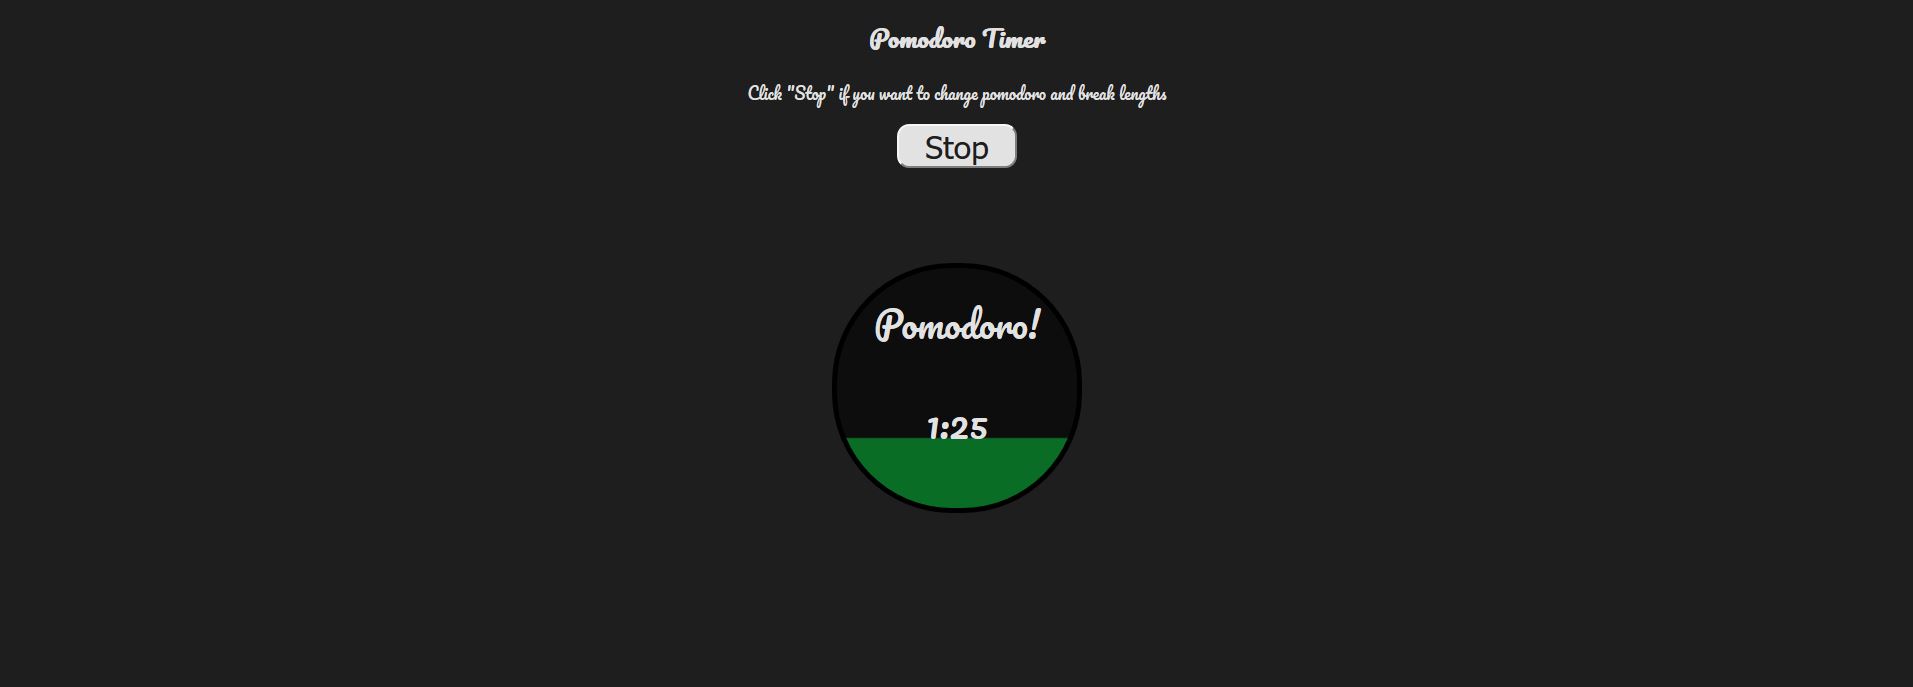 Pomodoro Timer
Click "Stop" if you want to change pomodoro and break lengths
Stop
Pomodoro!
1:25